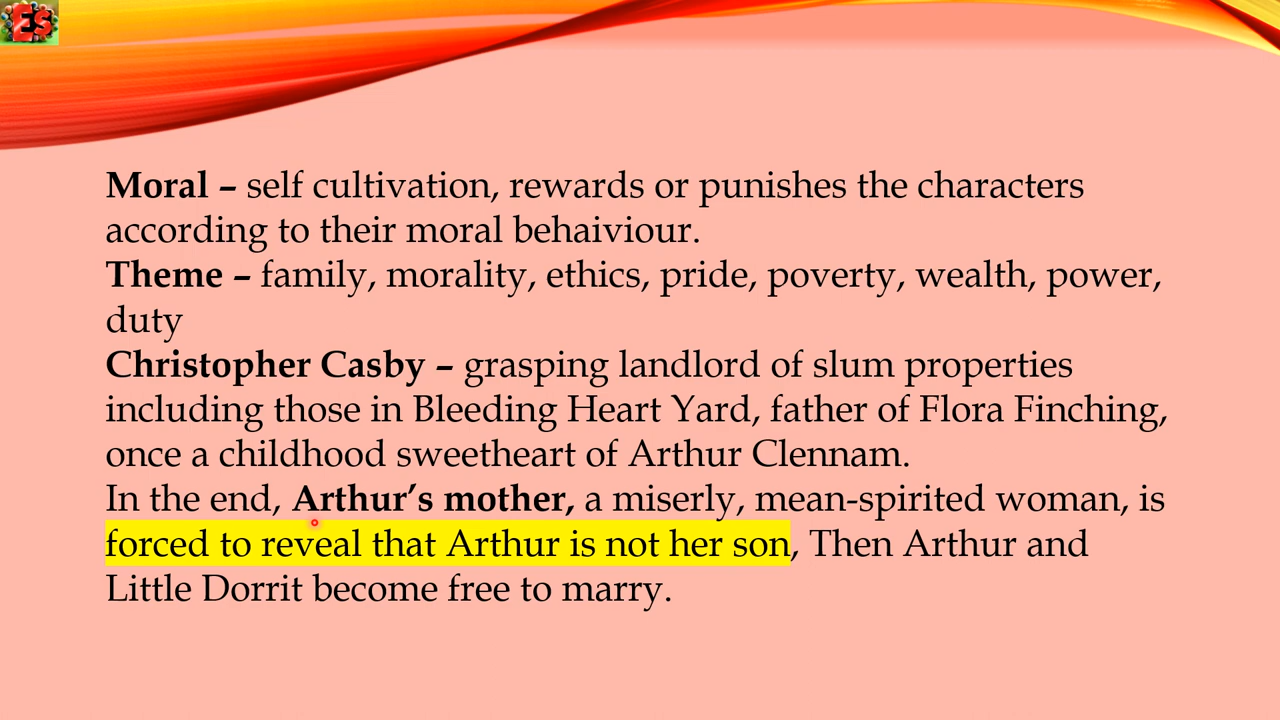 ES
Moral – self cultivation, rewards or punishes the characters
according to their moral behaiviour.
Theme – family, morality, ethics, pride, poverty, wealth, power,
duty
Christopher Casby – grasping landlord of slum properties
including those in Bleeding Heart Yard, father of Flora Finching,
once a childhood sweetheart of Arthur Clennam.
In the end, Arthur’s mother, a miserly, mean-spirited woman, is
forced to reveal that Arthur is not her son, Then Arthur and
Little Dorrit become free to marry.